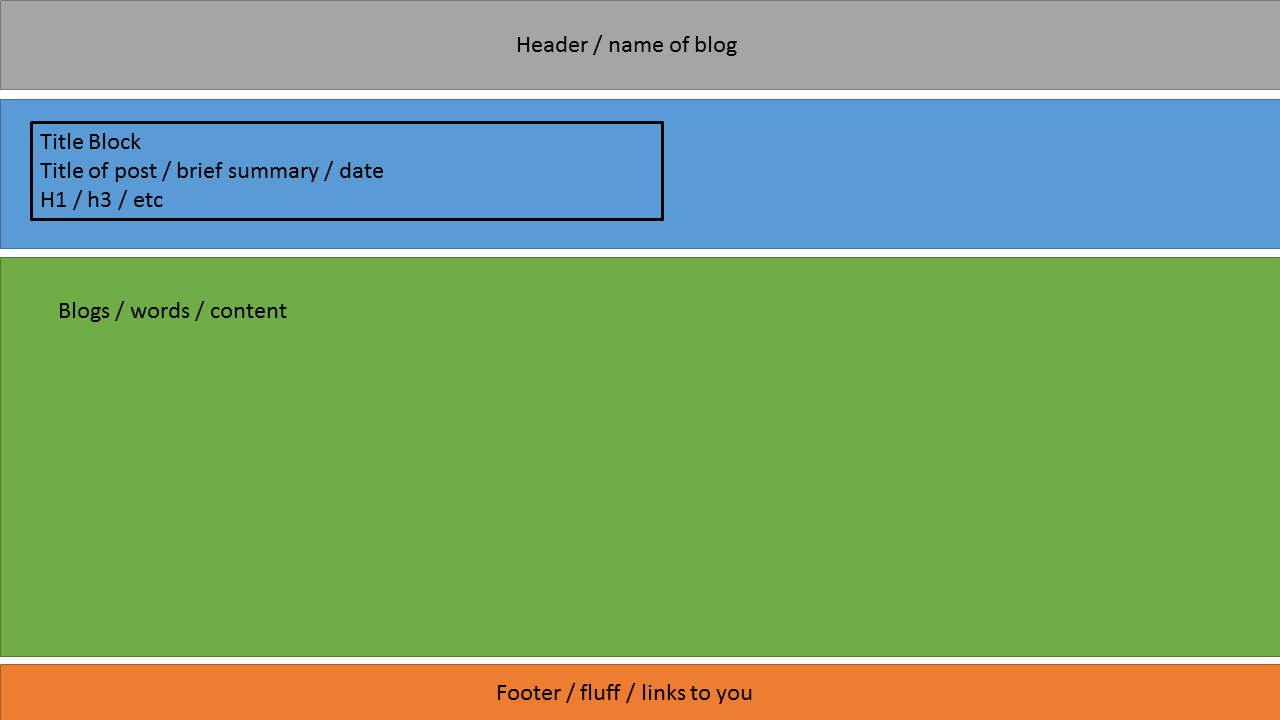 Header / name of blog
Title Block
Title of post / brief summary / date
H1 / h3 / etc
Blogs / words / content
Footer / fluff / links to you